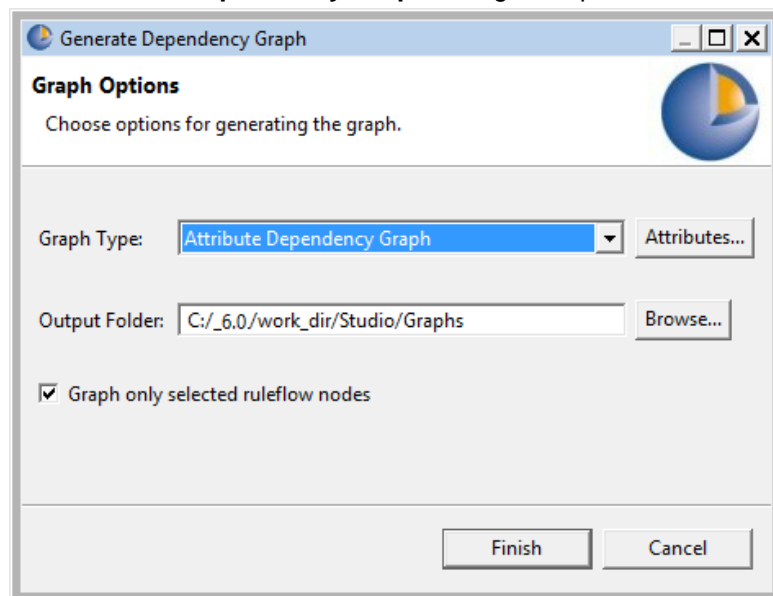 Generate Dependency Graph
Graph Options
Choose options for generating the graph.
Graph Type: Attribute Dependency Graph Attributes...
Output Folder: C:/_6.0/work_dir/Studio/Graphs Browse...
Graph only selected ruleflow nodes
Finish Cancel